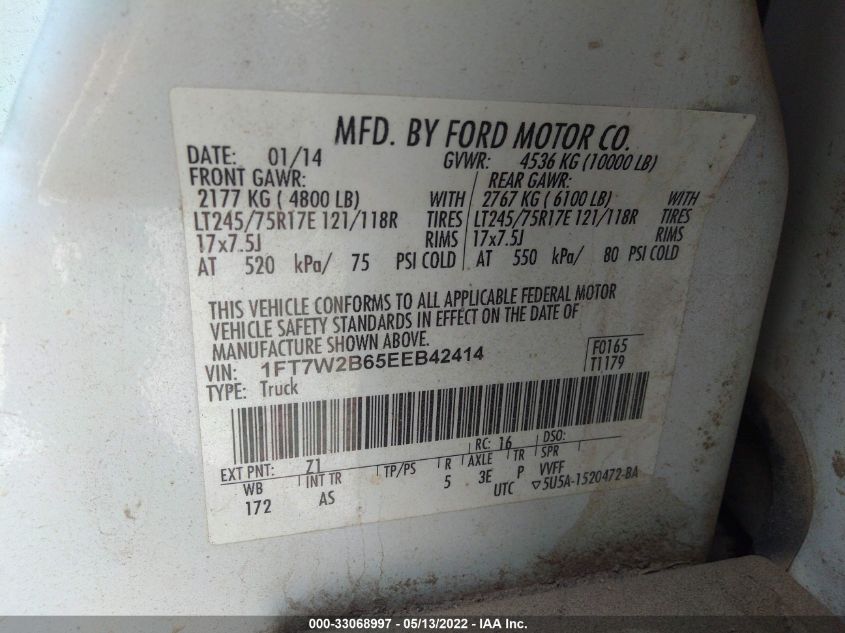 MFD. BY FORD MOTOR CO.
DATE: 01/14 GVWR: 4536 KG (10000 LB)
FRONT GAWR: REAR GAWR:
2177 KG ( 4800 LB) WITH 2767 KG ( 6100 LB) WITH
LT245/75R17E 121/118R TIRES LT245/75R17E 121/118R TIRES
17x7.5J RIMS 17x7.5J RIMS
AT 520 kPa/ 75 PSI COLD AT 550 kPa/ 80 PSI COLD
THIS VEHICLE CONFORMS TO ALL APPLICABLE FEDERAL MOTOR
VEHICLE SAFETY STANDARDS IN EFFECT ON THE DATE OF
MANUFACTURE SHOWN ABOVE.
VIN: 1FT7W2B65EEB42414 F0165
TYPE: Truck T1179
RC: 16 DSO:
EXT PNT: Z1
WB INT TR TP/PS R AXLE TR SPR
172 AS 5 3E P VVFF
UTC ▽5U5A-1520472-BA
000-33068997 - 05/13/2022 - IAA Inc.